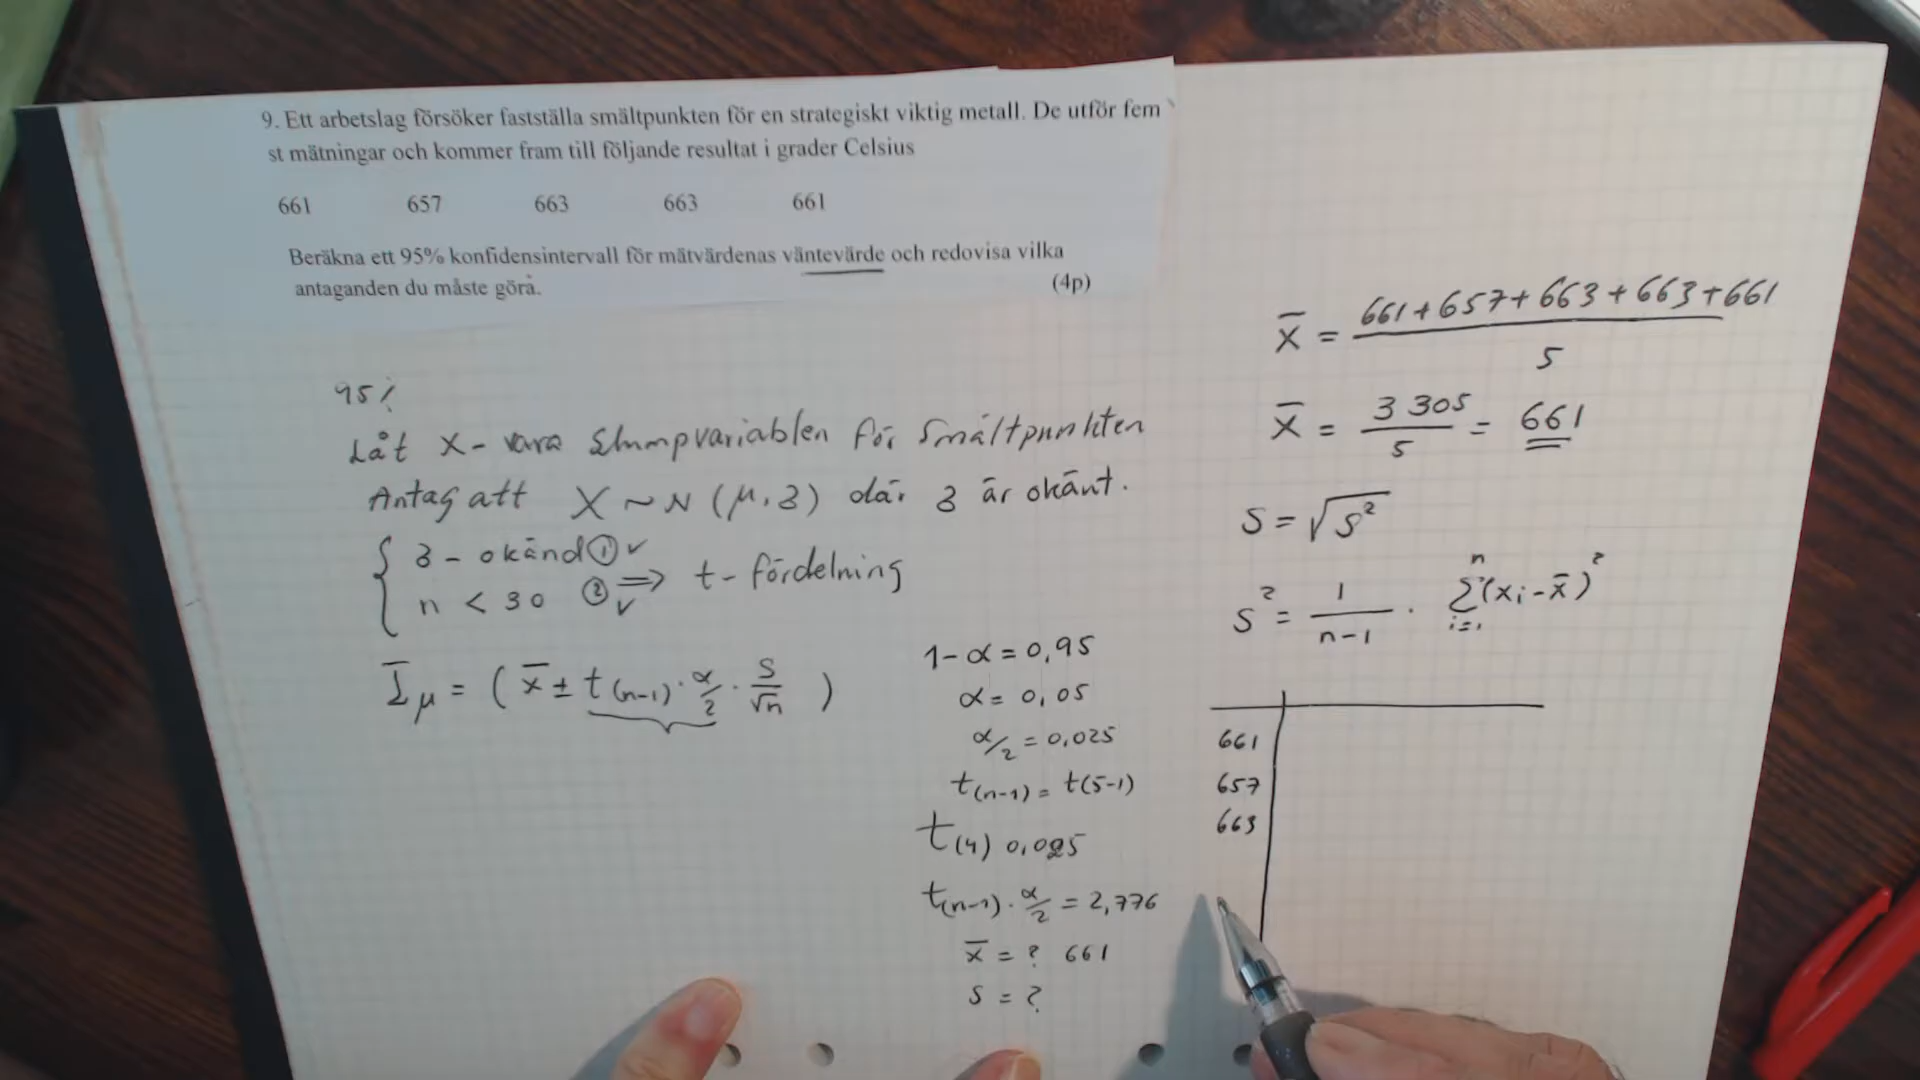 9. Ett arbetslag försöker fastställa smältpunkten för en strategiskt viktig metall. De utför fem
st mätningar och kommer fram till följande resultat i grader Celsius
661 657 663 663 661
Beräkna ett 95% konfidensintervall för mätvärdenas väntevärde och redovisa vilka
antaganden du måste göra. (4p)
95%
Låt X - vara Slumpvariablen för Smältpunkten
Antag att X ~ N (μ, 3) där 3 är okänt.
3 - okänd ① ✓
n < 30 ② ✓ ⇒ t - fördelning
I μ = ( x̄ ± t (n-1) · α/2 · S/√n )
1-α = 0,95
α = 0,05
α/2 = 0,025
t(n-1) = t(5-1)
t(4) 0,025
t(n-1) · α/2 = 2,776
x̄ = ? 661
S = ?
x̄ = 661+657+663+663+661 / 5
x̄ = 3 305 / 5 = 661
S = √S²
S² = 1/n-1 · Σ(xi - x̄)² n i=1
661
657
663